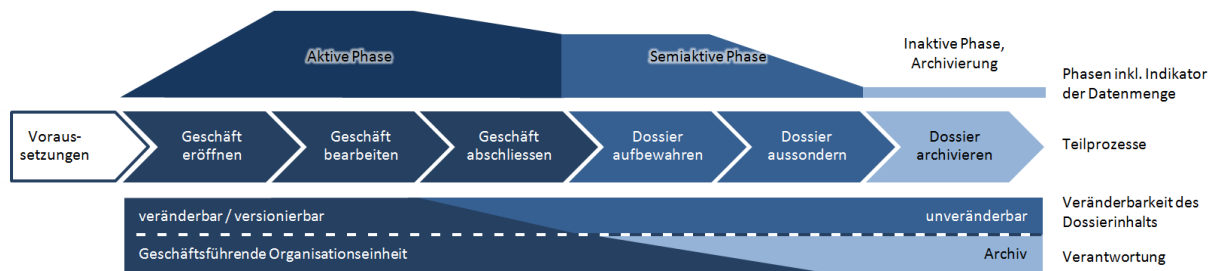 Aktive Phase
Semiaktive Phase
Inaktive Phase,
Archivierung
Phasen inkl. Indikator
der Datenmenge
Voraus-
setzungen
Geschäft
eröffnen
Geschäft
bearbeiten
Geschäft
abschliessen
Dossier
aufbewahren
Dossier
aussondern
Dossier
archivieren
Teilprozesse
veränderbar / versionierbar
unveränderbar
Veränderbarkeit des
Dossierinhalts
Geschäftsführende Organisationseinheit
Archiv
Verantwortung